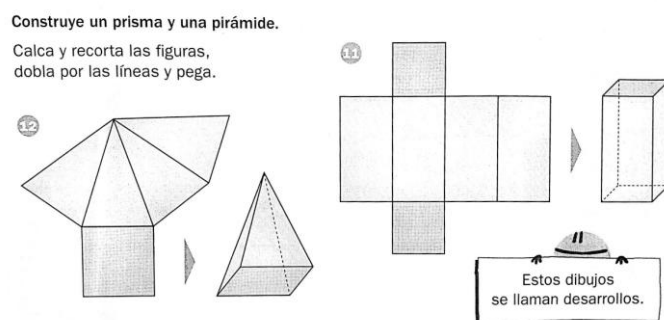 Construye un prisma y una pirámide.
Calca y recorta las figuras,
dobla por las líneas y pega.
11
12
Estos dibujos
se llaman desarrollos.